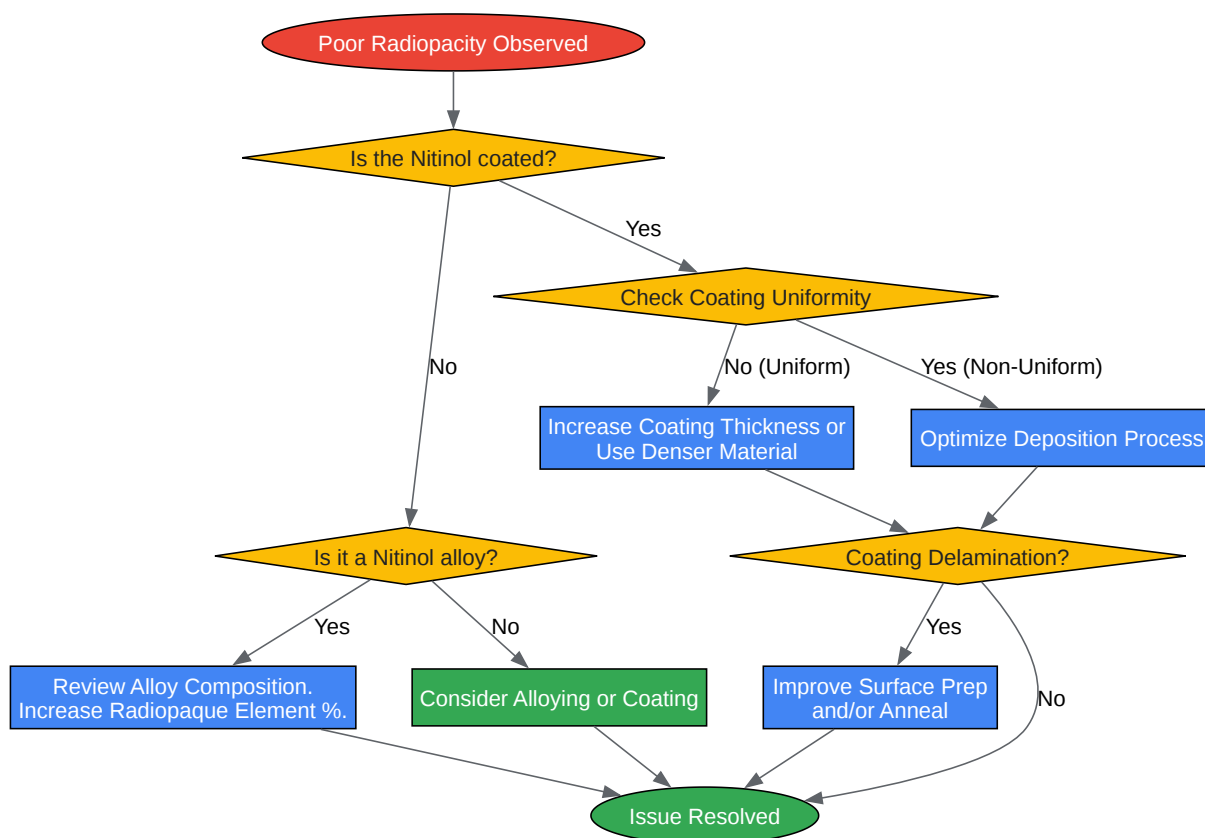 Poor Radiopacity Observed
Is the Nitinol coated?
Yes
Check Coating Uniformity
No
No (Uniform)
Yes (Non-Uniform)
Increase Coating Thickness or
Use Denser Material
Optimize Deposition Process
Is it a Nitinol alloy?
Coating Delamination?
Yes
No
Yes
No
Review Alloy Composition.
Increase Radiopaque Element %.
Consider Alloying or Coating
Improve Surface Prep
and/or Anneal
Issue Resolved